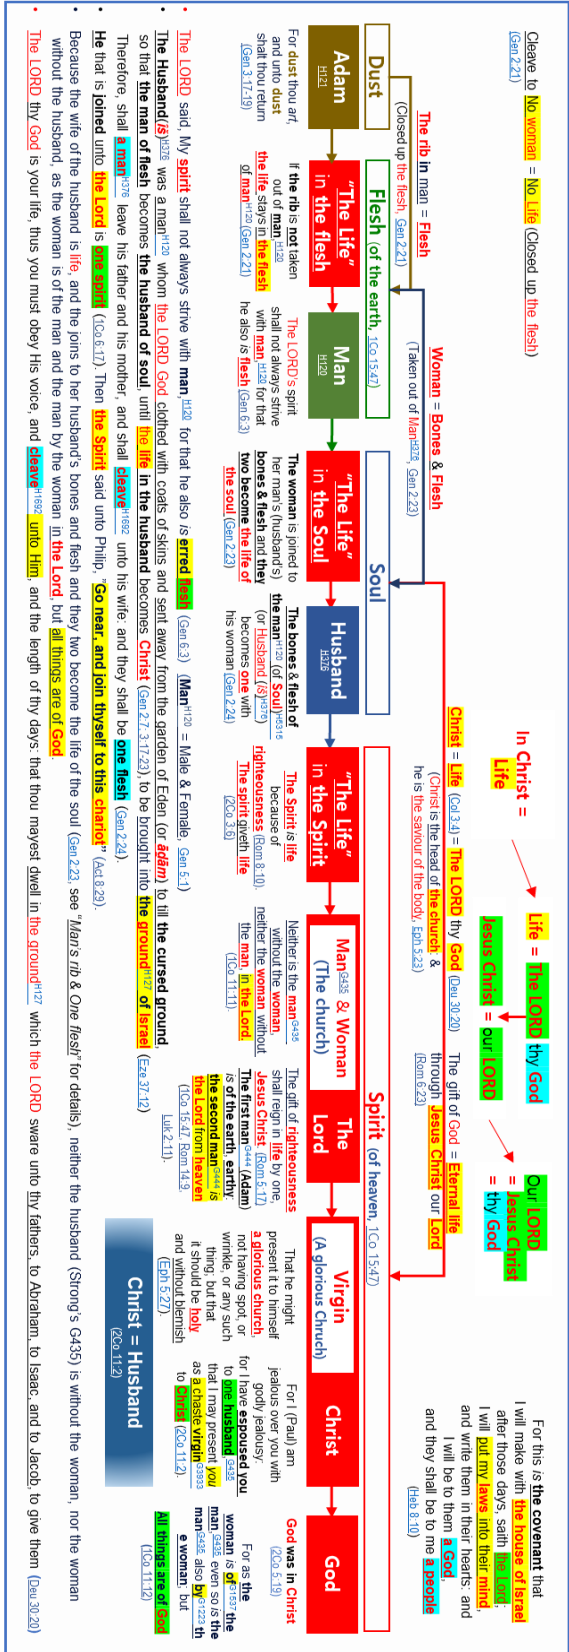 Cleave to No woman = No Life (Closed up the flesh)
(Gen 2:21)
The rib in man = Flesh
(Closed up the flesh, Gen 2:21)
Woman = Bones & Flesh
(Taken out of Man H376, Gen 2:23)
In Christ =
Life
Life = The LORD thy God
Jesus Christ = our LORD
Our LORD
= Jesus Christ
= thy God
Christ = Life (Col 3:4) = The LORD thy God (Deu 30:20)
(Christ is the head of the church &
he is the saviour of the body, Eph 5:23)
The gift of God = Eternal life
through Jesus Christ our Lord
(Rom 6:23)
For this is the covenant that
I will make with the house of Israel
after those days, saith the Lord;
I will put my laws into their mind,
and write them in their hearts: and
I will be to them a God,
and they shall be to me a people
(Heb 8:10)
Dust
Flesh (of the earth, 1Co 15:47)
Soul
Spirit (of heaven, 1Co 15:47)
Adam
H121
"The Life"
in the flesh
Man
H120
"The Life"
in the Soul
Husband
H376
"The Life"
in the Spirit
Man G435 & Woman
(The church)
The
Lord
Virgin
(A glorious Chruch)
Christ
God
For dust thou art,
and unto dust
shalt thou return
(Gen 3:17-19)
If the rib is not taken
out of man, H120
the life stays in the flesh
of man H120 (Gen 2:21)
The LORD's spirit
shall not always strive
with man, H120 for that
he also is flesh (Gen 6:3)
The woman is joined to
her man's (husband's)
bones & flesh and they
two become the life of
the soul (Gen 2:23)
The bones & flesh of
the man H120 (of Soul) H5315
(or Husband (iš) H376)
becomes one with
his woman (Gen 2:24)
The Spirit is life
because of
righteousness (Rom 8:10).
The spirit giveth life
(2Co 3:6)
Neither is the man G435
without the woman,
neither the woman without
the man, in the Lord.
(1Co 11:11)
The gift of righteousness
shall reign in life by one,
Jesus Christ (Rom 5:17)
The first man G444 (Adam)
is of the earth, earthy:
the second man G444 is
the Lord from heaven
(1Co 15:47, Rom 14:9,
Luk 2:11).
That he might
present it to himself
a glorious church,
not having spot, or
wrinkle, or any such
thing; but that
it should be holy
and without blemish
(Eph 5:27).
For I (Paul) am
jealous over you with
godly jealousy:
for I have espoused you
to one husband, G435
that I may present you
as a chaste virgin G3933
to Christ (2Co 11:2).
God was in Christ
(2Co 5:19)
For as the
woman is of G1537 the
man, G435 even so is the
man G435 also by G1223 th
e woman; but
All things are of God
(1Co 11:12)
Christ = Husband
(2Co 11:2)
• The LORD said, My spirit shall not always strive with man, H120 for that he also is erred flesh (Gen 6:3) (Man H120 = Male & Female, Gen 5:1)
The Husband (iš) H376 was a man H120 whom the LORD God clothed with coats of skins and sent away from the garden of Eden (or ādām) to till the cursed ground,
so that the man of flesh becomes the husband of soul, until the life in the husband becomes Christ (Gen 2:7, 3:17-23), to be brought into the ground H127 of Israel (Eze 37:12)
Therefore, shall a man H376 leave his father and his mother, and shall cleave H1692 unto his wife: and they shall be one flesh (Gen 2:24).
He that is joined unto the Lord is one spirit (1Co 6:17). Then the Spirit said unto Philip, "Go near, and join thyself to this chariot" (Act 8:29).
• Because the wife of the husband is life, and the joins to her husband's bones and flesh and they two become the life of the soul (Gen 2:23, see "Man's rib & One flesh" for details), neither the husband (Strong's G435) is without the woman, nor the woman
without the husband, as the woman is of the man and the man by the woman in the Lord, but all things are of God.
• The LORD thy God is your life, thus you must obey His voice, and cleave H1692 unto Him, and the length of thy days: that thou mayest dwell in the ground H127 which the LORD sware unto thy fathers, to Abraham, to Isaac, and to Jacob, to give them (Deu 30:20)